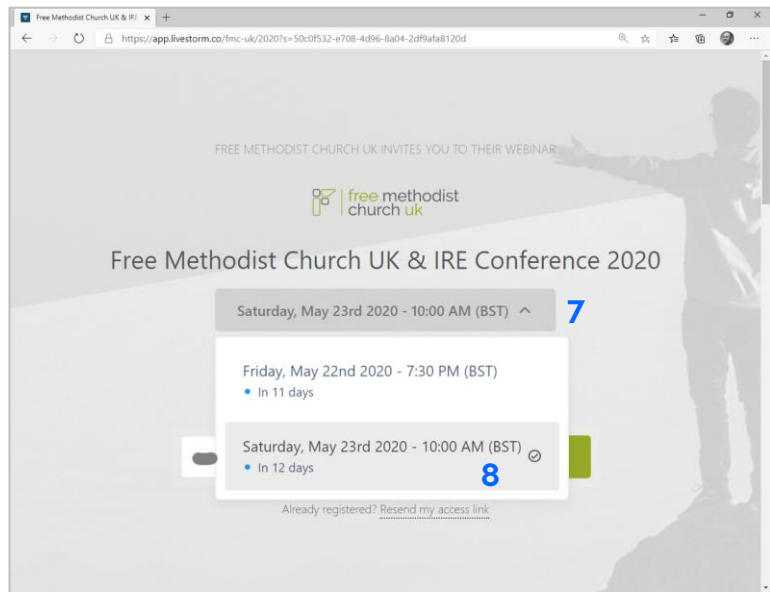 Free Methodist Church UK & IRE
https://app.livestorm.co/fmc-uk/2020?s=50c0f532-e708-4d96-8a04-2df9afa8120d
FREE METHODIST CHURCH UK INVITES YOU TO THEIR WEBINAR
free methodist
church uk
Free Methodist Church UK & IRE Conference 2020
Saturday, May 23rd 2020 - 10:00 AM (BST) 7
Friday, May 22nd 2020 - 7:30 PM (BST)
• In 11 days
Saturday, May 23rd 2020 - 10:00 AM (BST)
• In 12 days 8
Already registered? Resend my access link